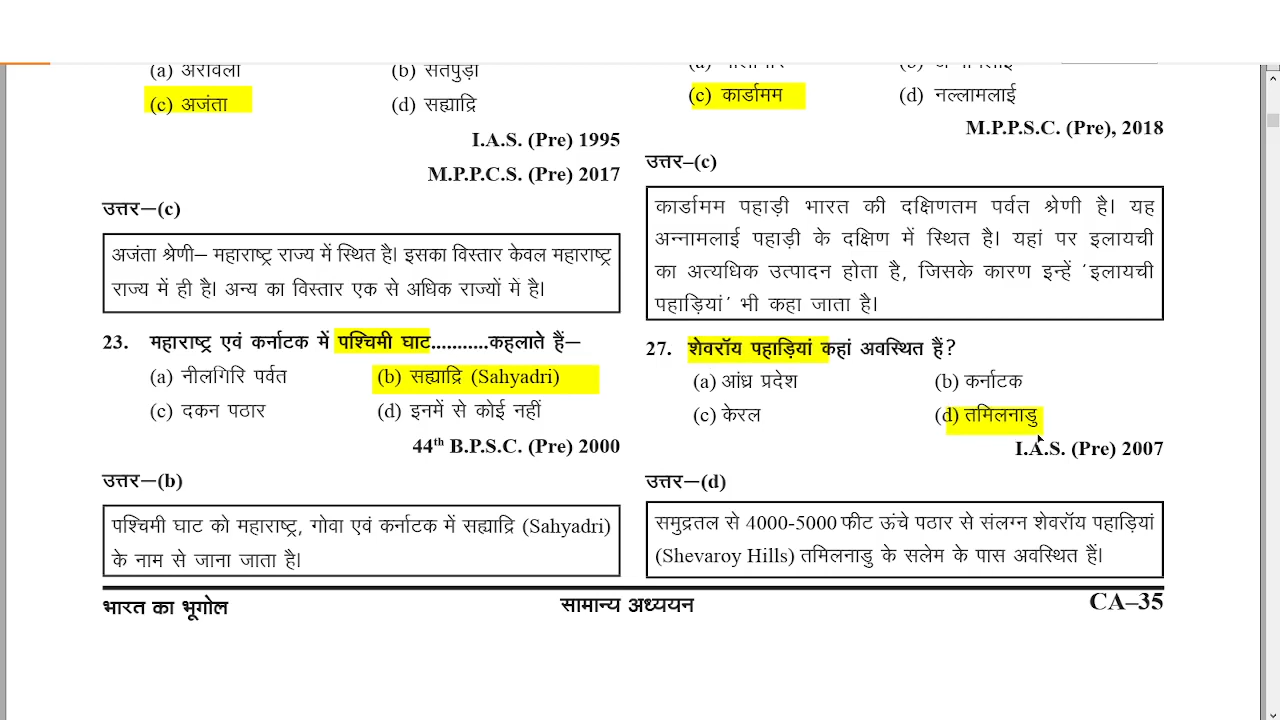 (a) अरावली
(b) सतपुड़ा
(c) अजंता
(d) सह्याद्रि
I.A.S. (Pre) 1995
M.P.P.C.S. (Pre) 2017
उत्तर—(c)
अजंता श्रेणी— महाराष्ट्र राज्य में स्थित है। इसका विस्तार केवल महाराष्ट्र
राज्य में ही है। अन्य का विस्तार एक से अधिक राज्यों में है।
23. महाराष्ट्र एवं कर्नाटक में पश्चिमी घाट...........कहलाते हैं—
(a) नीलगिरि पर्वत
(b) सह्याद्रि (Sahyadri)
(c) दकन पठार
(d) इनमें से कोई नहीं
44th B.P.S.C. (Pre) 2000
उत्तर—(b)
पश्चिमी घाट को महाराष्ट्र, गोवा एवं कर्नाटक में सह्याद्रि (Sahyadri)
के नाम से जाना जाता है।
(c) कार्डामम
(d) नल्लामलाई
M.P.P.S.C. (Pre), 2018
उत्तर–(c)
कार्डामम पहाड़ी भारत की दक्षिणतम पर्वत श्रेणी है। यह
अन्नामलाई पहाड़ी के दक्षिण में स्थित है। यहां पर इलायची
का अत्यधिक उत्पादन होता है, जिसके कारण इन्हें ‘इलायची
पहाड़ियां’ भी कहा जाता है।
27. शेवरॉय पहाड़ियां कहां अवस्थित हैं?
(a) आंध्र प्रदेश
(b) कर्नाटक
(c) केरल
(d) तमिलनाडु
I.A.S. (Pre) 2007
उत्तर—(d)
समुद्रतल से 4000-5000 फीट ऊंचे पठार से संलग्न शेवरॉय पहाड़ियां
(Shevaroy Hills) तमिलनाडु के सलेम के पास अवस्थित हैं।
भारत का भूगोल
सामान्य अध्ययन
CA–35